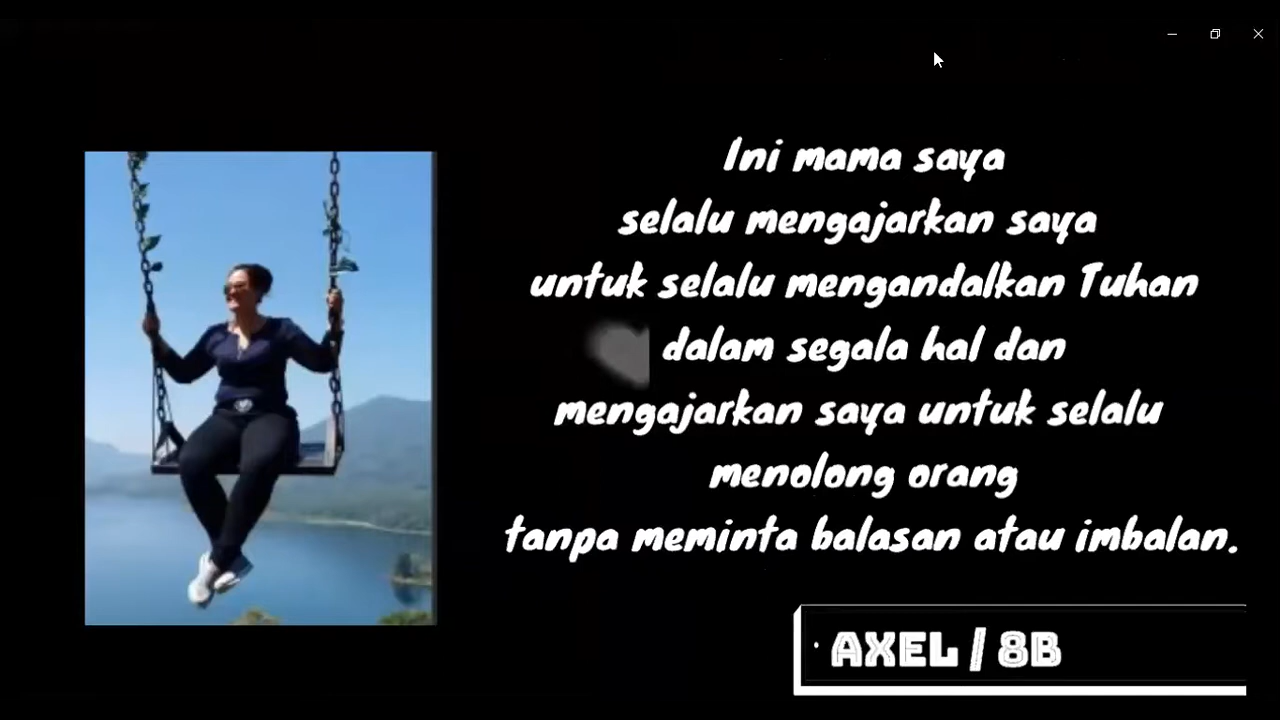 Ini mama saya
selalu mengajarkan saya
untuk selalu mengandalkan Tuhan
dalam segala hal dan
mengajarkan saya untuk selalu
menolong orang
tanpa meminta balasan atau imbalan.
AXEL / 8B